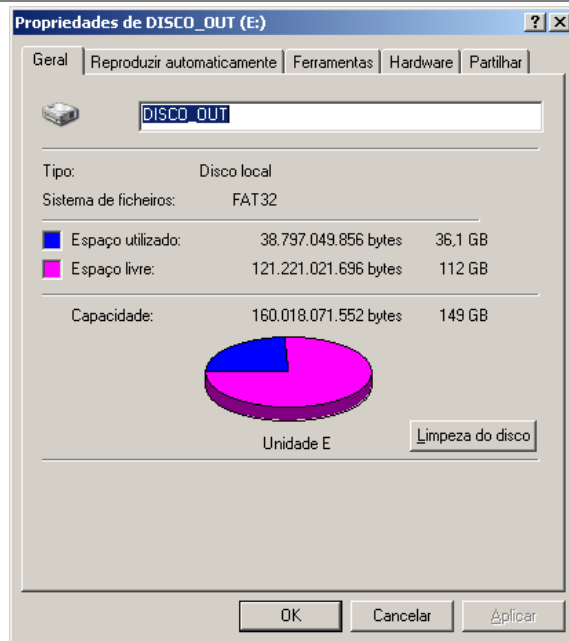 Propriedades de DISCO_OUT (E:)
Geral Reproduzir automaticamente Ferramentas Hardware Partilhar
DISCO_OUT
Tipo: Disco local
Sistema de ficheiros: FAT32
Espaço utilizado: 38.797.049.856 bytes 36,1 GB
Espaço livre: 121.221.021.696 bytes 112 GB
Capacidade: 160.018.071.552 bytes 149 GB
Unidade E
Limpeza do disco
OK Cancelar Aplicar